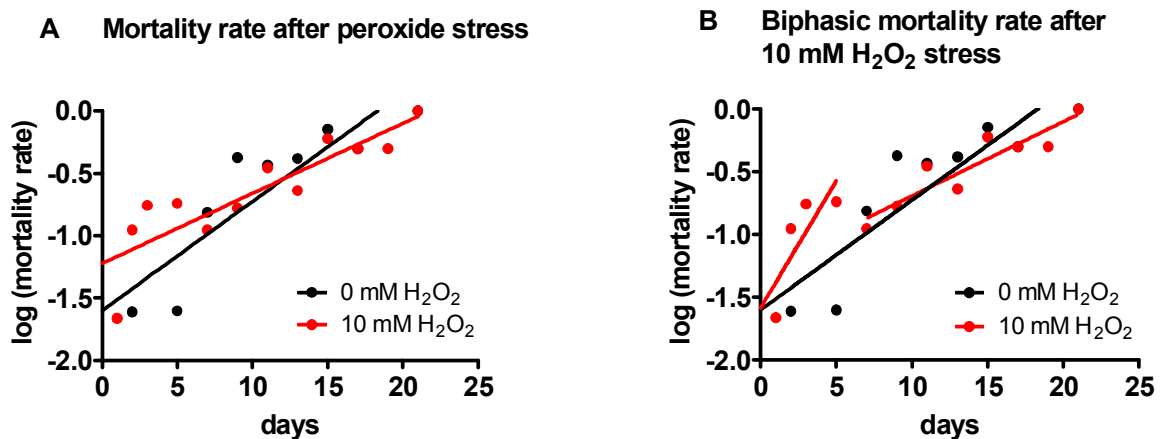 A Mortality rate after peroxide stress
log (mortality rate)
0.0
-0.5
-1.0
-1.5
-2.0
0 5 10 15 20 25
days
0 mM H₂O₂
10 mM H₂O₂
B Biphasic mortality rate after
10 mM H₂O₂ stress
log (mortality rate)
0.0
-0.5
-1.0
-1.5
-2.0
0 5 10 15 20 25
days
0 mM H₂O₂
10 mM H₂O₂